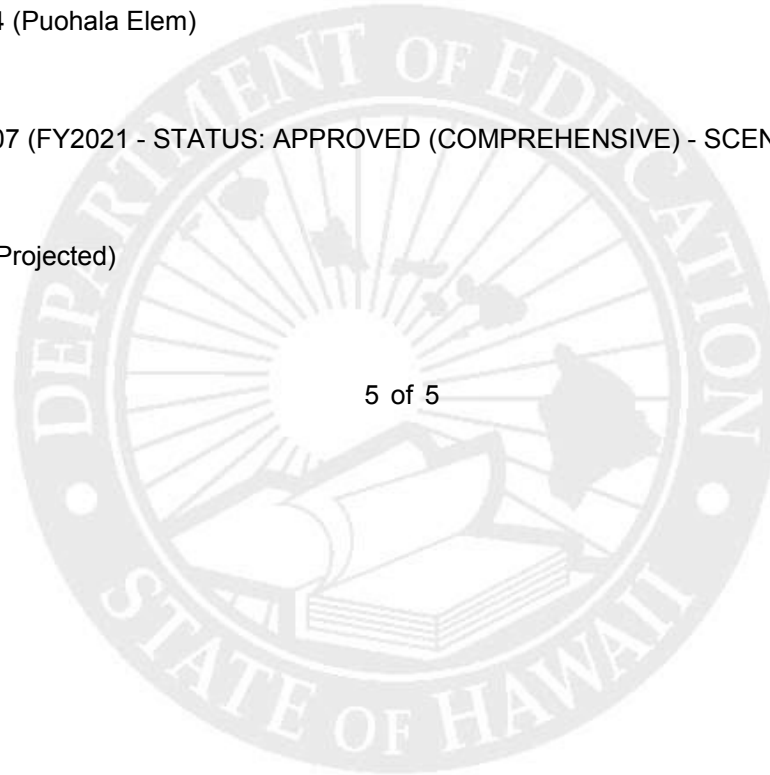 4 (Puohala Elem)
07 (FY2021 - STATUS: APPROVED (COMPREHENSIVE) - SCEN
Projected)
5 of 5
DEPARTMENT OF EDUCATION
STATE OF HAWAII